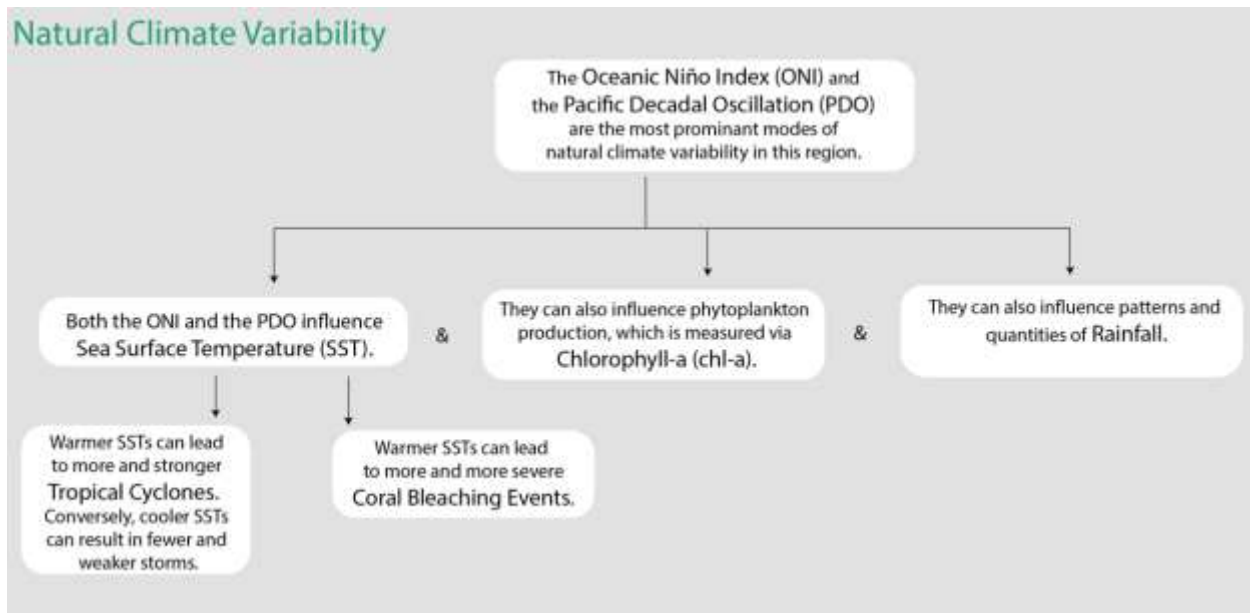 Natural Climate Variability
The Oceanic Niño Index (ONI) and
the Pacific Decadal Oscillation (PDO)
are the most prominant modes of
natural climate variability in this region.
Both the ONI and the PDO influence
Sea Surface Temperature (SST).
&
They can also influence phytoplankton
production, which is measured via
Chlorophyll-a (chl-a).
&
They can also influence patterns and
quantities of Rainfall.
Warmer SSTs can lead
to more and stronger
Tropical Cyclones.
Conversely, cooler SSTs
can result in fewer and
weaker storms.
Warmer SSTs can lead
to more and more severe
Coral Bleaching Events.